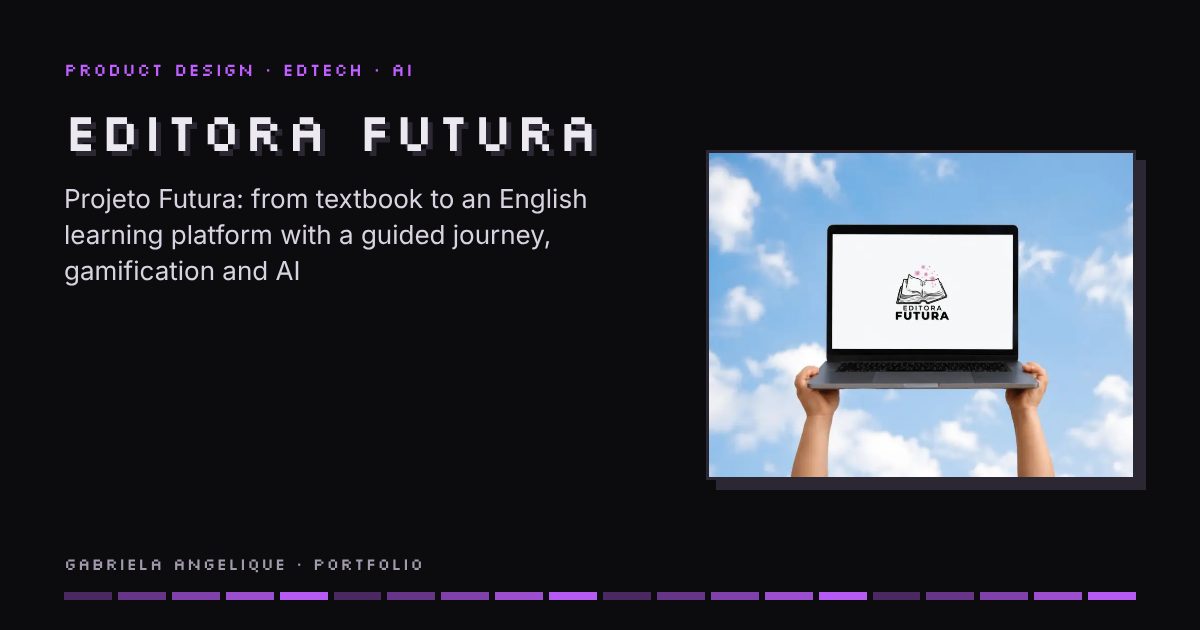 PRODUCT DESIGN · EDTECH · AI
EDITORA FUTURA
Projeto Futura: from textbook to an English
learning platform with a guided journey,
gamification and AI
EDITORA
FUTURA
GABRIELA ANGELIQUE · PORTFOLIO